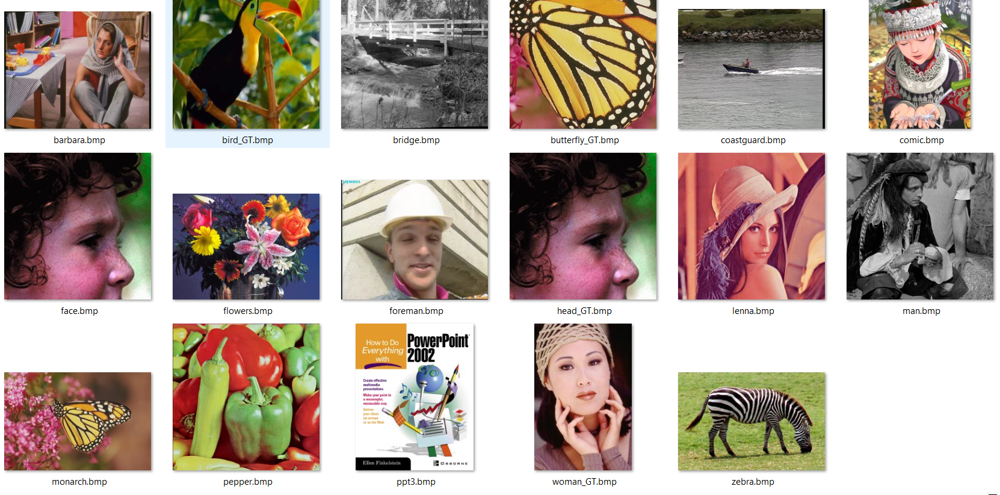 barbara.bmp
bird_GT.bmp
bridge.bmp
butterfly_GT.bmp
coastguard.bmp
comic.bmp
SIEMENS
face.bmp
flowers.bmp
foreman.bmp
head_GT.bmp
lenna.bmp
man.bmp
How to Do
Everything
with
PowerPoint
2002
Create effective
multimedia
presentations
Make your point in
a meaningful,
memorable way
Deliver
your show
on-screen
or on the Web
Ellen Finkelstein
OSBORNE
monarch.bmp
pepper.bmp
ppt3.bmp
woman_GT.bmp
zebra.bmp